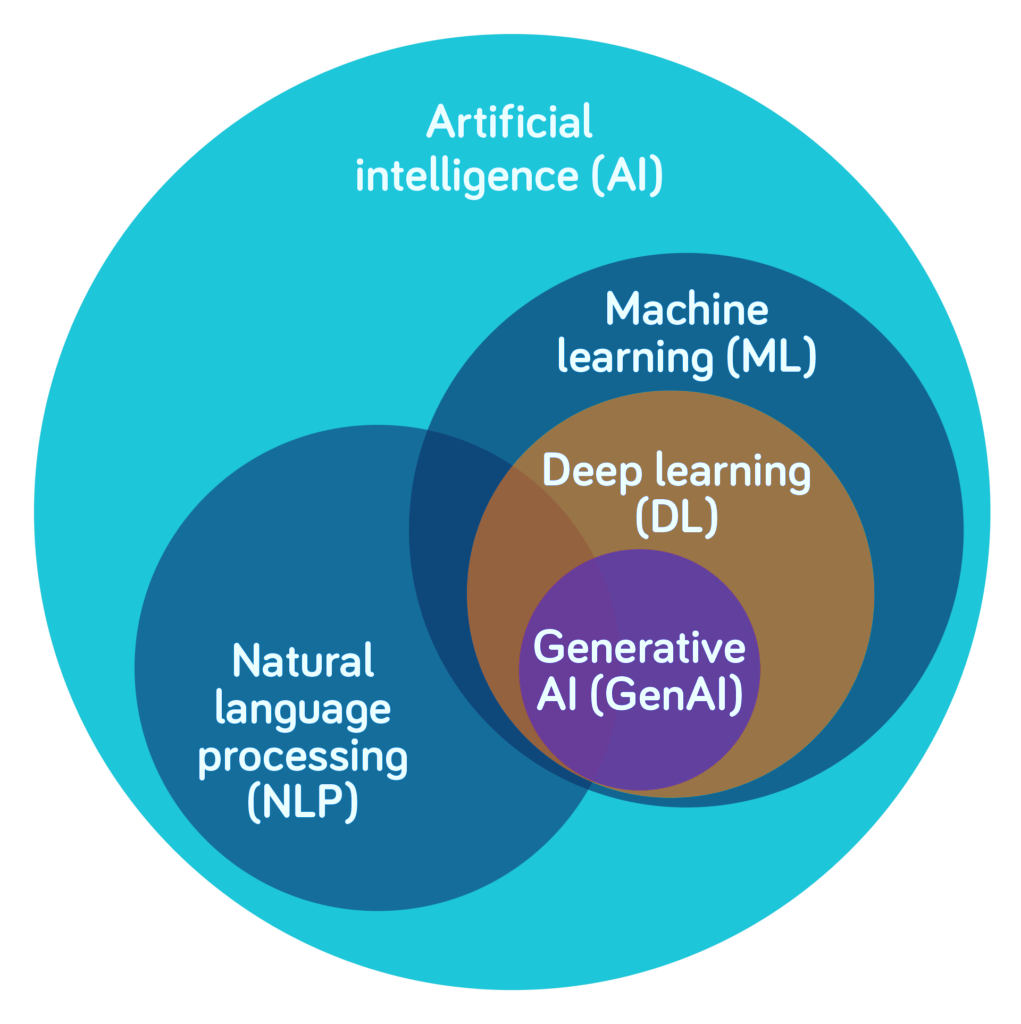 Artificial
intelligence (AI)
Machine
learning (ML)
Deep learning
(DL)
Generative
AI (GenAI)
Natural
language
processing
(NLP)